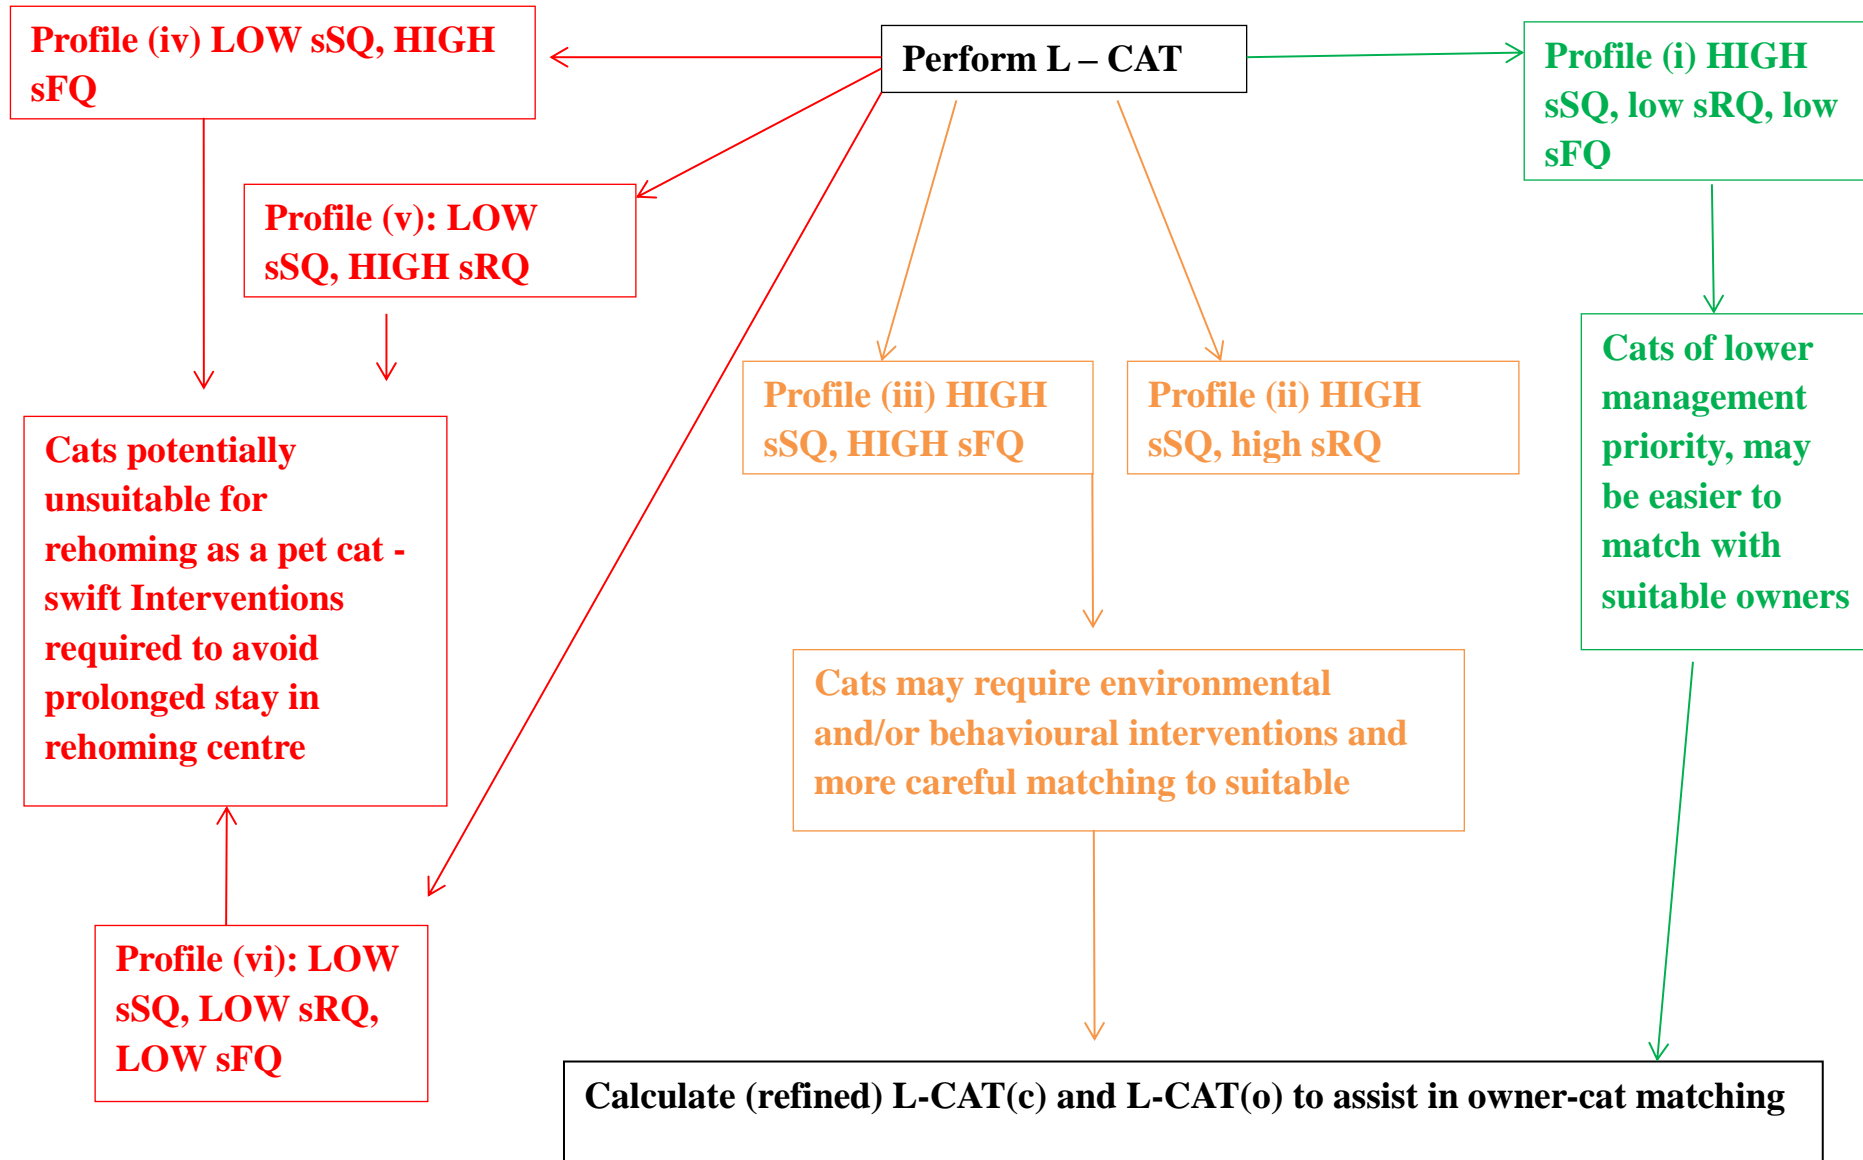 Profile (iv) LOW sSQ, HIGH
sFQ
Perform L – CAT
Profile (i) HIGH
sSQ, low sRQ, low
sFQ
Profile (v): LOW
sSQ, HIGH sRQ
Profile (iii) HIGH
sSQ, HIGH sFQ
Profile (ii) HIGH
sSQ, high sRQ
Cats of lower
management
priority, may
be easier to
match with
suitable owners
Cats potentially
unsuitable for
rehoming as a pet cat -
swift Interventions
required to avoid
prolonged stay in
rehoming centre
Cats may require environmental
and/or behavioural interventions and
more careful matching to suitable
Profile (vi): LOW
sSQ, LOW sRQ,
LOW sFQ
Calculate (refined) L-CAT(c) and L-CAT(o) to assist in owner-cat matching